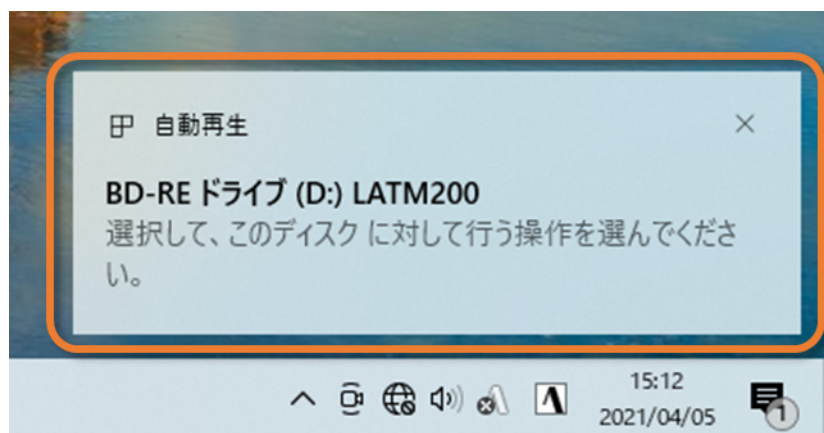 自動再生
BD-RE ドライブ (D:) LATM200
選択して、このディスク に対して行う操作を選んでくださ
い。
15:12
2021/04/05
1